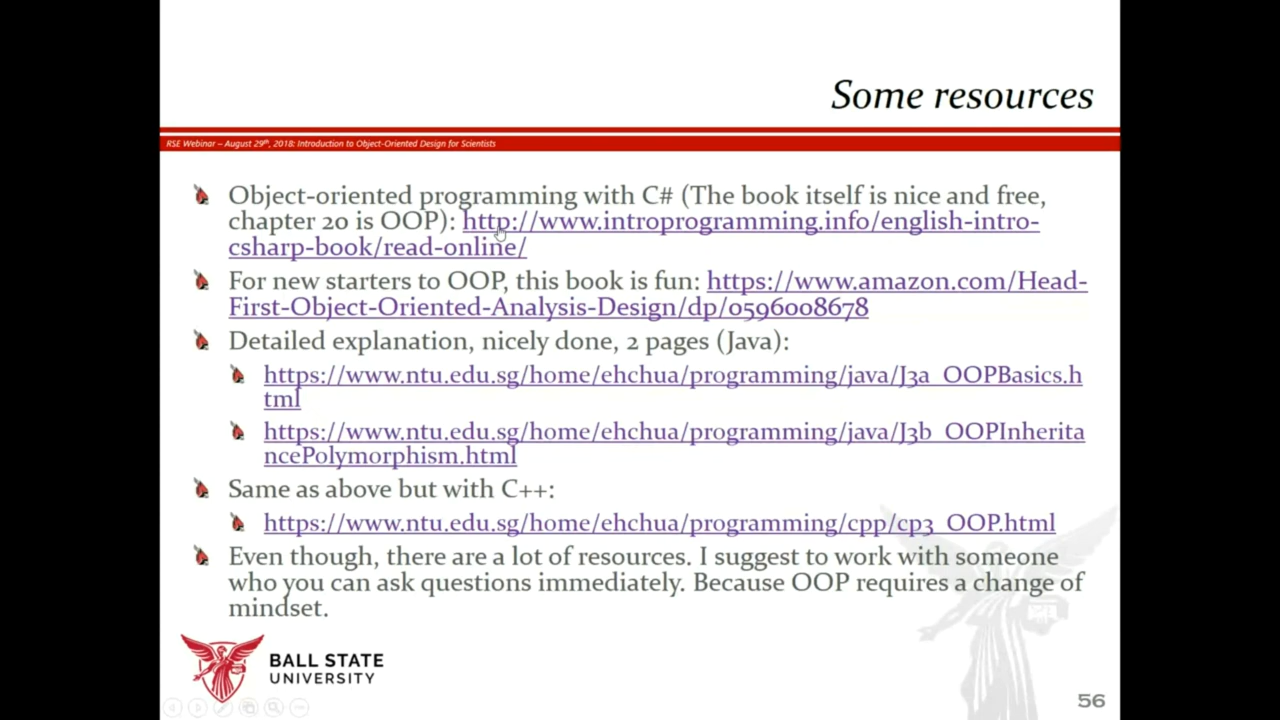 Some resources
RSE Webinar – August 29th, 2018: Introduction to Object-Oriented Design for Scientists
Object-oriented programming with C# (The book itself is nice and free,
chapter 20 is OOP): http://www.introprogramming.info/english-intro-
csharp-book/read-online/
For new starters to OOP, this book is fun: https://www.amazon.com/Head-
First-Object-Oriented-Analysis-Design/dp/0596008678
Detailed explanation, nicely done, 2 pages (Java):
https://www.ntu.edu.sg/home/ehchua/programming/java/J3a_OOPBasics.h
tml
https://www.ntu.edu.sg/home/ehchua/programming/java/J3b_OOPInherita
ncePolymorphism.html
Same as above but with C++:
https://www.ntu.edu.sg/home/ehchua/programming/cpp/cp3_OOP.html
Even though, there are a lot of resources. I suggest to work with someone
who you can ask questions immediately. Because OOP requires a change of
mindset.
BALL STATE
UNIVERSITY
56